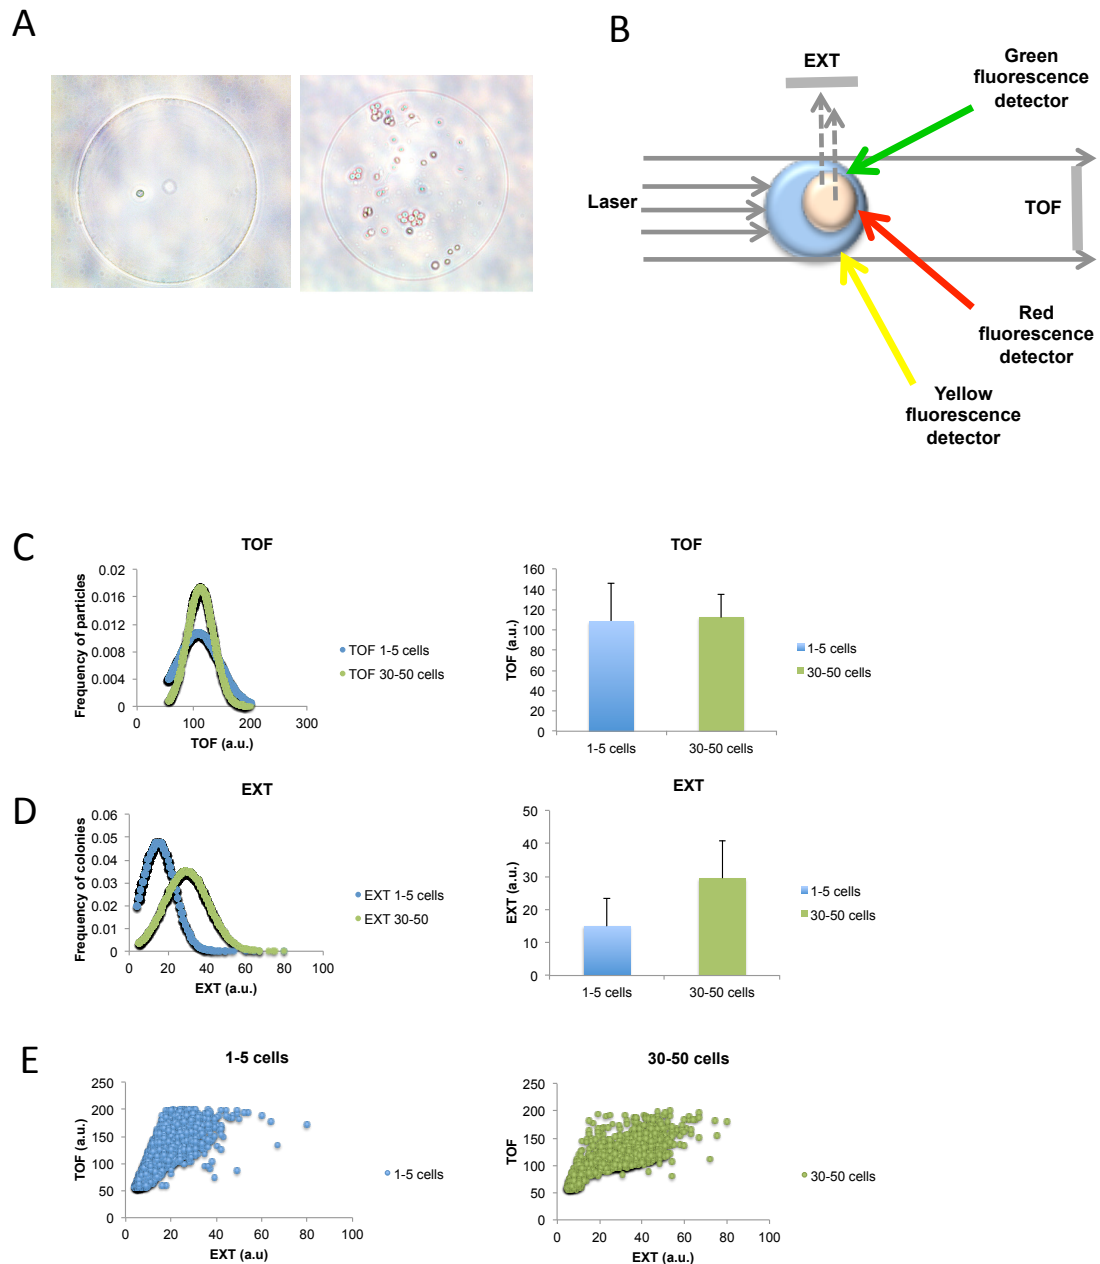 A
B
EXT
Green
fluorescence
detector
Laser
TOF
Red
fluorescence
detector
Yellow
fluorescence
detector
C
TOF
Frequency of particles
0.02
0.016
0.012
0.008
0.004
0
0
100
200
300
TOF (a.u.)
TOF 1-5 cells
TOF 30-50 cells
TOF
TOF (a.u.)
160
140
120
100
80
60
40
20
0
1-5 cells
30-50 cells
1-5 cells
30-50 cells
D
EXT
Frequency of colonies
0.06
0.05
0.04
0.03
0.02
0.01
0
0
20
40
60
80
100
EXT (a.u.)
EXT 1-5 cells
EXT 30-50
EXT
EXT (a.u.)
50
40
30
20
10
0
1-5 cells
30-50 cells
1-5 cells
30-50 cells
E
1-5 cells
TOF (a.u.)
250
200
150
100
50
0
0
20
40
60
80
100
EXT (a.u)
1-5 cells
30-50 cells
TOF
250
200
150
100
50
0
0
20
40
60
80
100
EXT (a.u.)
30-50 cells